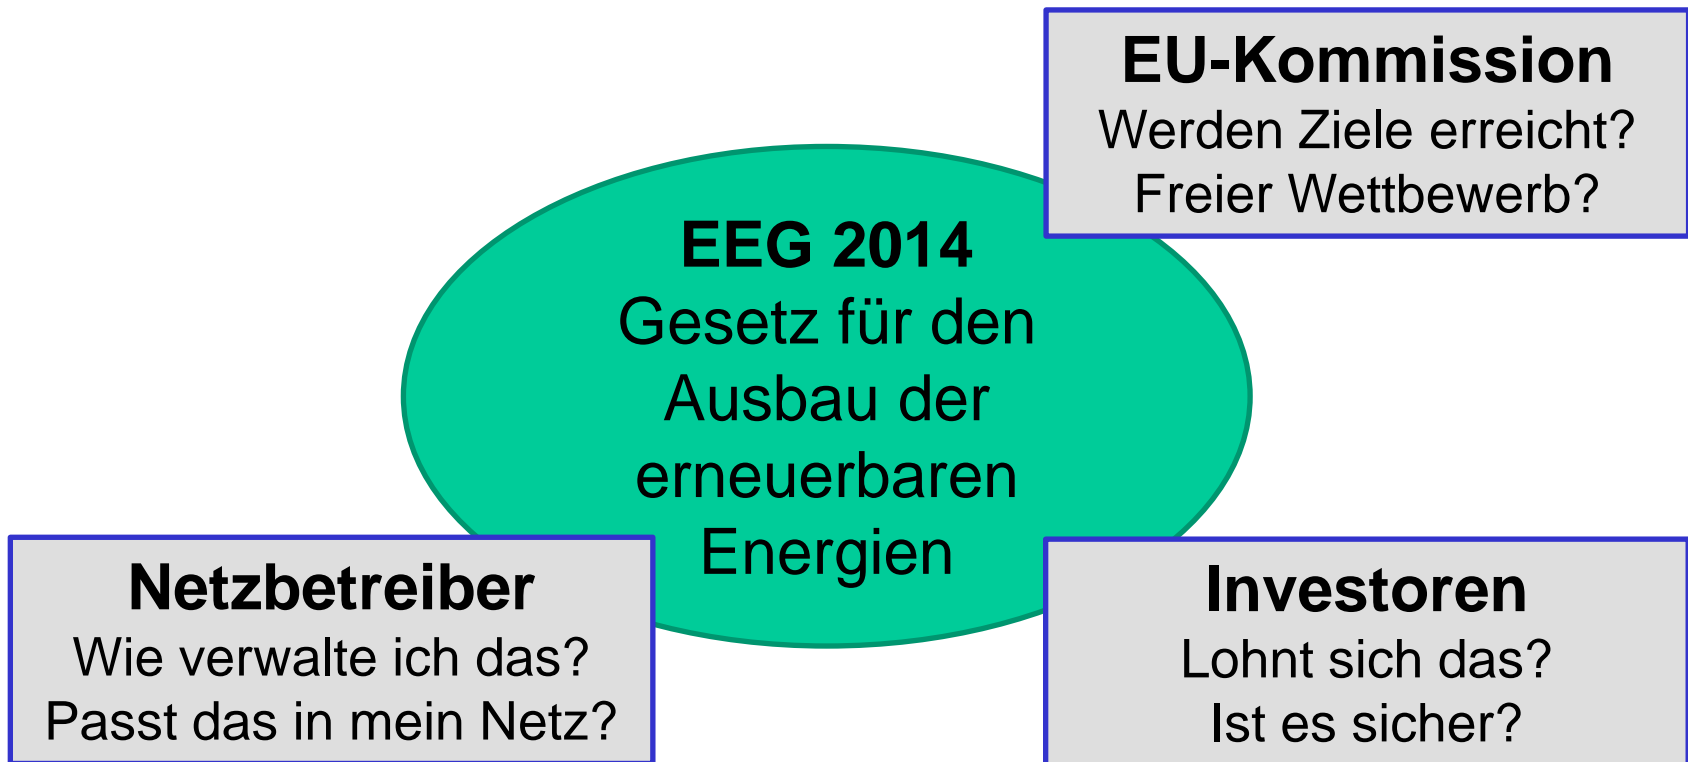 EU-Kommission
Werden Ziele erreicht?
Freier Wettbewerb?
EEG 2014
Gesetz für den
Ausbau der
erneuerbaren
Energien
Netzbetreiber
Wie verwalte ich das?
Passt das in mein Netz?
Investoren
Lohnt sich das?
Ist es sicher?